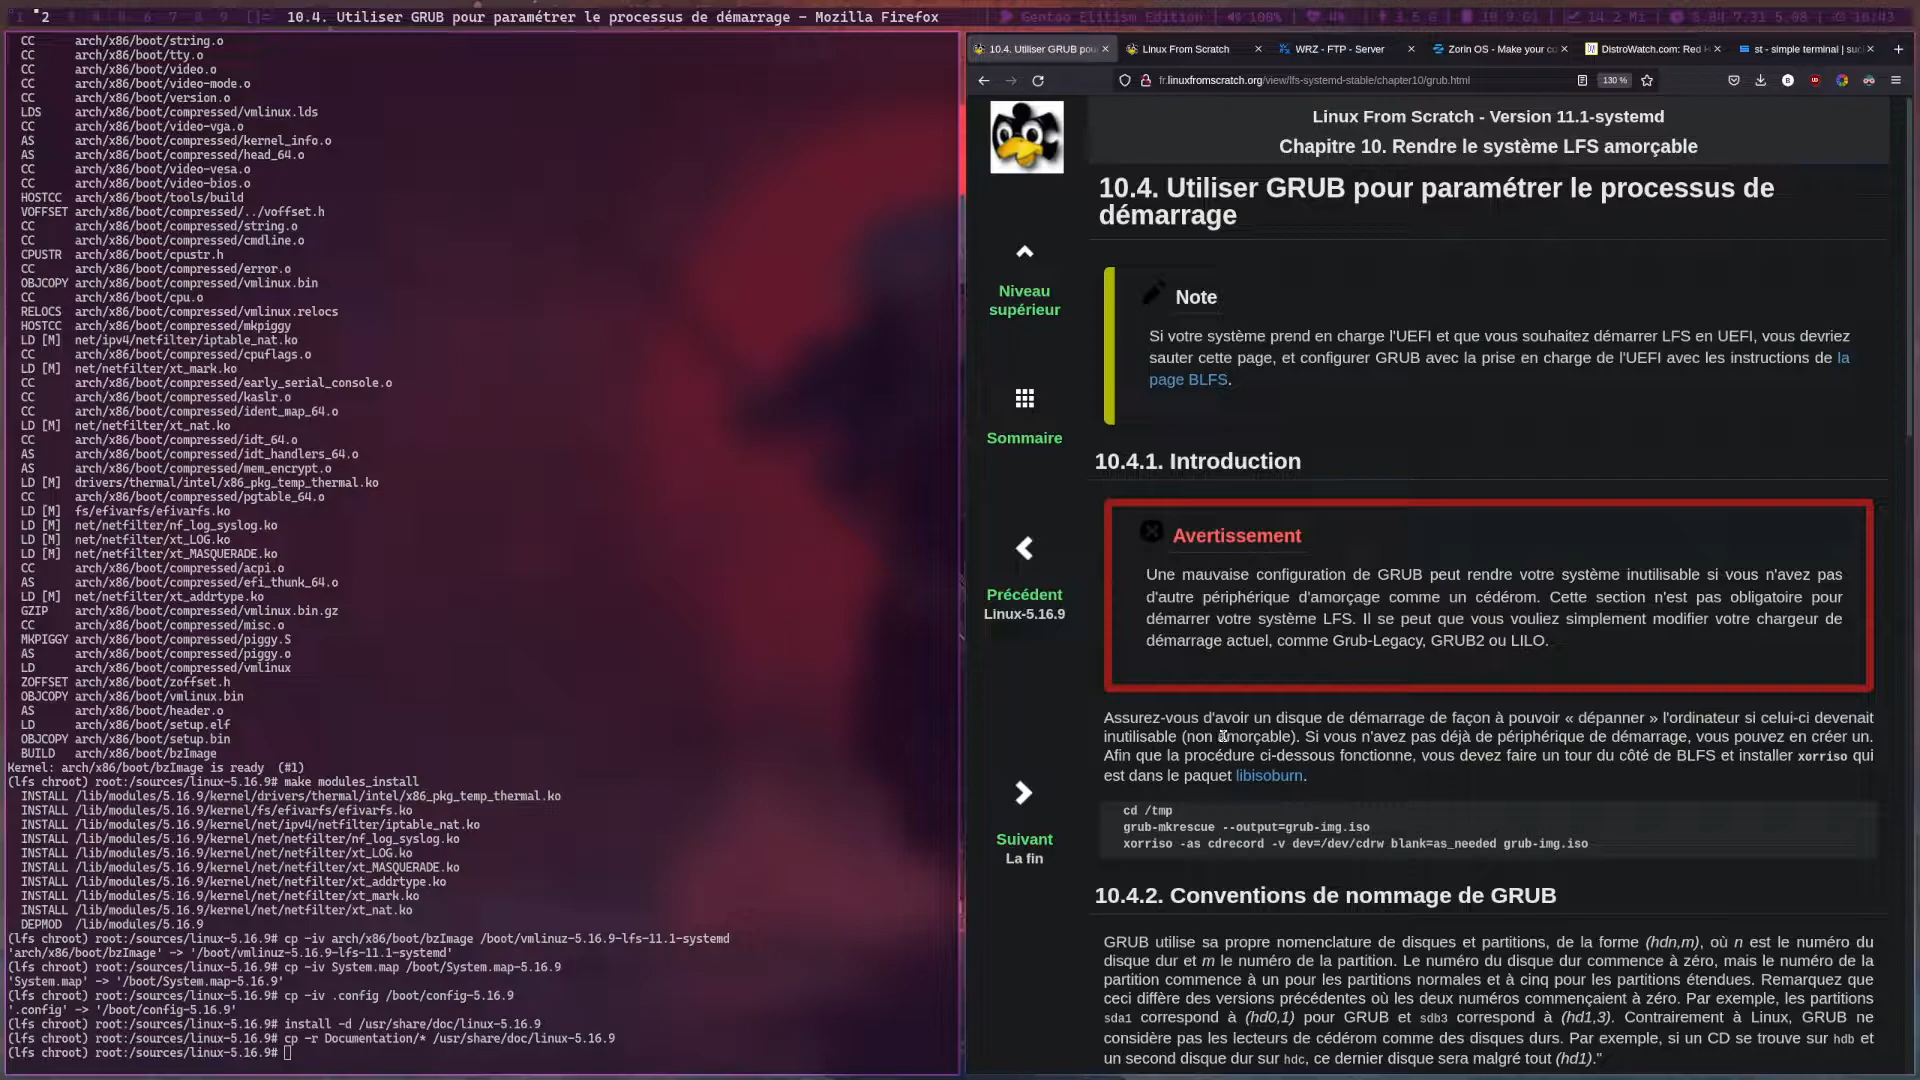 2
10.4. Utiliser GRUB pour paramétrer le processus de démarrage — Mozilla Firefox
Gentoo Elitism Edition
100%
CC arch/x86/boot/string.o
CC arch/x86/boot/tty.o
CC arch/x86/boot/video.o
CC arch/x86/boot/video-mode.o
CC arch/x86/boot/version.o
LDS arch/x86/boot/compressed/vmlinux.lds
CC arch/x86/boot/video-vga.o
AS arch/x86/boot/compressed/kernel_info.o
AS arch/x86/boot/compressed/head_64.o
CC arch/x86/boot/video-vesa.o
CC arch/x86/boot/video-bios.o
HOSTCC arch/x86/boot/tools/build
VOFFSET arch/x86/boot/compressed/../voffset.h
CC arch/x86/boot/compressed/string.o
CC arch/x86/boot/compressed/cmdline.o
CPUSTR arch/x86/boot/cpustr.h
CC arch/x86/boot/compressed/error.o
OBJCOPY arch/x86/boot/compressed/vmlinux.bin
CC arch/x86/boot/cpu.o
RELOCS arch/x86/boot/compressed/vmlinux.relocs
HOSTCC arch/x86/boot/compressed/mkpiggy
LD [M] net/ipv4/netfilter/iptable_nat.ko
CC arch/x86/boot/compressed/cpuflags.o
LD [M] net/netfilter/xt_mark.ko
CC arch/x86/boot/compressed/early_serial_console.o
CC arch/x86/boot/compressed/kaslr.o
CC arch/x86/boot/compressed/ident_map_64.o
LD [M] net/netfilter/xt_nat.ko
CC arch/x86/boot/compressed/idt_64.o
AS arch/x86/boot/compressed/idt_handlers_64.o
AS arch/x86/boot/compressed/mem_encrypt.o
LD [M] drivers/thermal/intel/x86_pkg_temp_thermal.ko
CC arch/x86/boot/compressed/pgtable_64.o
LD [M] fs/efivarfs/efivarfs.ko
LD [M] net/netfilter/nf_log_syslog.ko
LD [M] net/netfilter/xt_LOG.ko
LD [M] net/netfilter/xt_MASQUERADE.ko
CC arch/x86/boot/compressed/acpi.o
AS arch/x86/boot/compressed/efi_thunk_64.o
LD [M] net/netfilter/xt_addrtype.ko
GZIP arch/x86/boot/compressed/vmlinux.bin.gz
CC arch/x86/boot/compressed/misc.o
MKPIGGY arch/x86/boot/compressed/piggy.S
AS arch/x86/boot/compressed/piggy.o
LD arch/x86/boot/compressed/vmlinux
ZOFFSET arch/x86/boot/zoffset.h
OBJCOPY arch/x86/boot/vmlinux.bin
AS arch/x86/boot/header.o
LD arch/x86/boot/setup.elf
OBJCOPY arch/x86/boot/setup.bin
BUILD arch/x86/boot/bzImage
Kernel: arch/x86/boot/bzImage is ready (#1)
(lfs chroot) root:/sources/linux-5.16.9# make modules_install
INSTALL /lib/modules/5.16.9/kernel/drivers/thermal/intel/x86_pkg_temp_thermal.ko
INSTALL /lib/modules/5.16.9/kernel/fs/efivarfs/efivarfs.ko
INSTALL /lib/modules/5.16.9/kernel/net/ipv4/netfilter/iptable_nat.ko
INSTALL /lib/modules/5.16.9/kernel/net/netfilter/nf_log_syslog.ko
INSTALL /lib/modules/5.16.9/kernel/net/netfilter/xt_LOG.ko
INSTALL /lib/modules/5.16.9/kernel/net/netfilter/xt_MASQUERADE.ko
INSTALL /lib/modules/5.16.9/kernel/net/netfilter/xt_addrtype.ko
INSTALL /lib/modules/5.16.9/kernel/net/netfilter/xt_mark.ko
INSTALL /lib/modules/5.16.9/kernel/net/netfilter/xt_nat.ko
DEPMOD /lib/modules/5.16.9
(lfs chroot) root:/sources/linux-5.16.9# cp -iv arch/x86/boot/bzImage /boot/vmlinuz-5.16.9-lfs-11.1-systemd
'arch/x86/boot/bzImage' -> '/boot/vmlinuz-5.16.9-lfs-11.1-systemd'
(lfs chroot) root:/sources/linux-5.16.9# cp -iv System.map /boot/System.map-5.16.9
'System.map' -> '/boot/System.map-5.16.9'
(lfs chroot) root:/sources/linux-5.16.9# cp -iv .config /boot/config-5.16.9
'.config' -> '/boot/config-5.16.9'
(lfs chroot) root:/sources/linux-5.16.9# install -d /usr/share/doc/linux-5.16.9
(lfs chroot) root:/sources/linux-5.16.9# cp -r Documentation/* /usr/share/doc/linux-5.16.9
(lfs chroot) root:/sources/linux-5.16.9#
10.4. Utiliser GRUB pou
Linux From Scratch
WRZ - FTP - Server
Zorin OS - Make your co
DistroWatch.com: Red H
st - simple terminal | suc
fr.linuxfromscratch.org/view/lfs-systemd-stable/chapter10/grub.html
130 %
Linux From Scratch - Version 11.1-systemd
Chapitre 10. Rendre le système LFS amorçable
10.4. Utiliser GRUB pour paramétrer le processus de
démarrage
Niveau
supérieur
Sommaire
Précédent
Linux-5.16.9
Suivant
La fin
Note
Si votre système prend en charge l'UEFI et que vous souhaitez démarrer LFS en UEFI, vous devriez
sauter cette page, et configurer GRUB avec la prise en charge de l'UEFI avec les instructions de la
page BLFS.
10.4.1. Introduction
Avertissement
Une mauvaise configuration de GRUB peut rendre votre système inutilisable si vous n'avez pas
d'autre périphérique d'amorçage comme un cédérom. Cette section n'est pas obligatoire pour
démarrer votre système LFS. Il se peut que vous vouliez simplement modifier votre chargeur de
démarrage actuel, comme Grub-Legacy, GRUB2 ou LILO.
Assurez-vous d'avoir un disque de démarrage de façon à pouvoir « dépanner » l'ordinateur si celui-ci devenait
inutilisable (non amorçable). Si vous n'avez pas déjà de périphérique de démarrage, vous pouvez en créer un.
Afin que la procédure ci-dessous fonctionne, vous devez faire un tour du côté de BLFS et installer xorriso qui
est dans le paquet libisoburn.
cd /tmp
grub-mkrescue --output=grub-img.iso
xorriso -as cdrecord -v dev=/dev/cdrw blank=as_needed grub-img.iso
10.4.2. Conventions de nommage de GRUB
GRUB utilise sa propre nomenclature de disques et partitions, de la forme (hdn,m), où n est le numéro du
disque dur et m le numéro de la partition. Le numéro du disque dur commence à zéro, mais le numéro de la
partition commence à un pour les partitions normales et à cinq pour les partitions étendues. Remarquez que
ceci diffère des versions précédentes où les deux numéros commençaient à zéro. Par exemple, les partitions
sda1 correspond à (hd0,1) pour GRUB et sdb3 correspond à (hd1,3). Contrairement à Linux, GRUB ne
considère pas les lecteurs de cédérom comme des disques durs. Par exemple, si un CD se trouve sur hdb et
un second disque dur sur hdc, ce dernier disque sera malgré tout (hd1)."